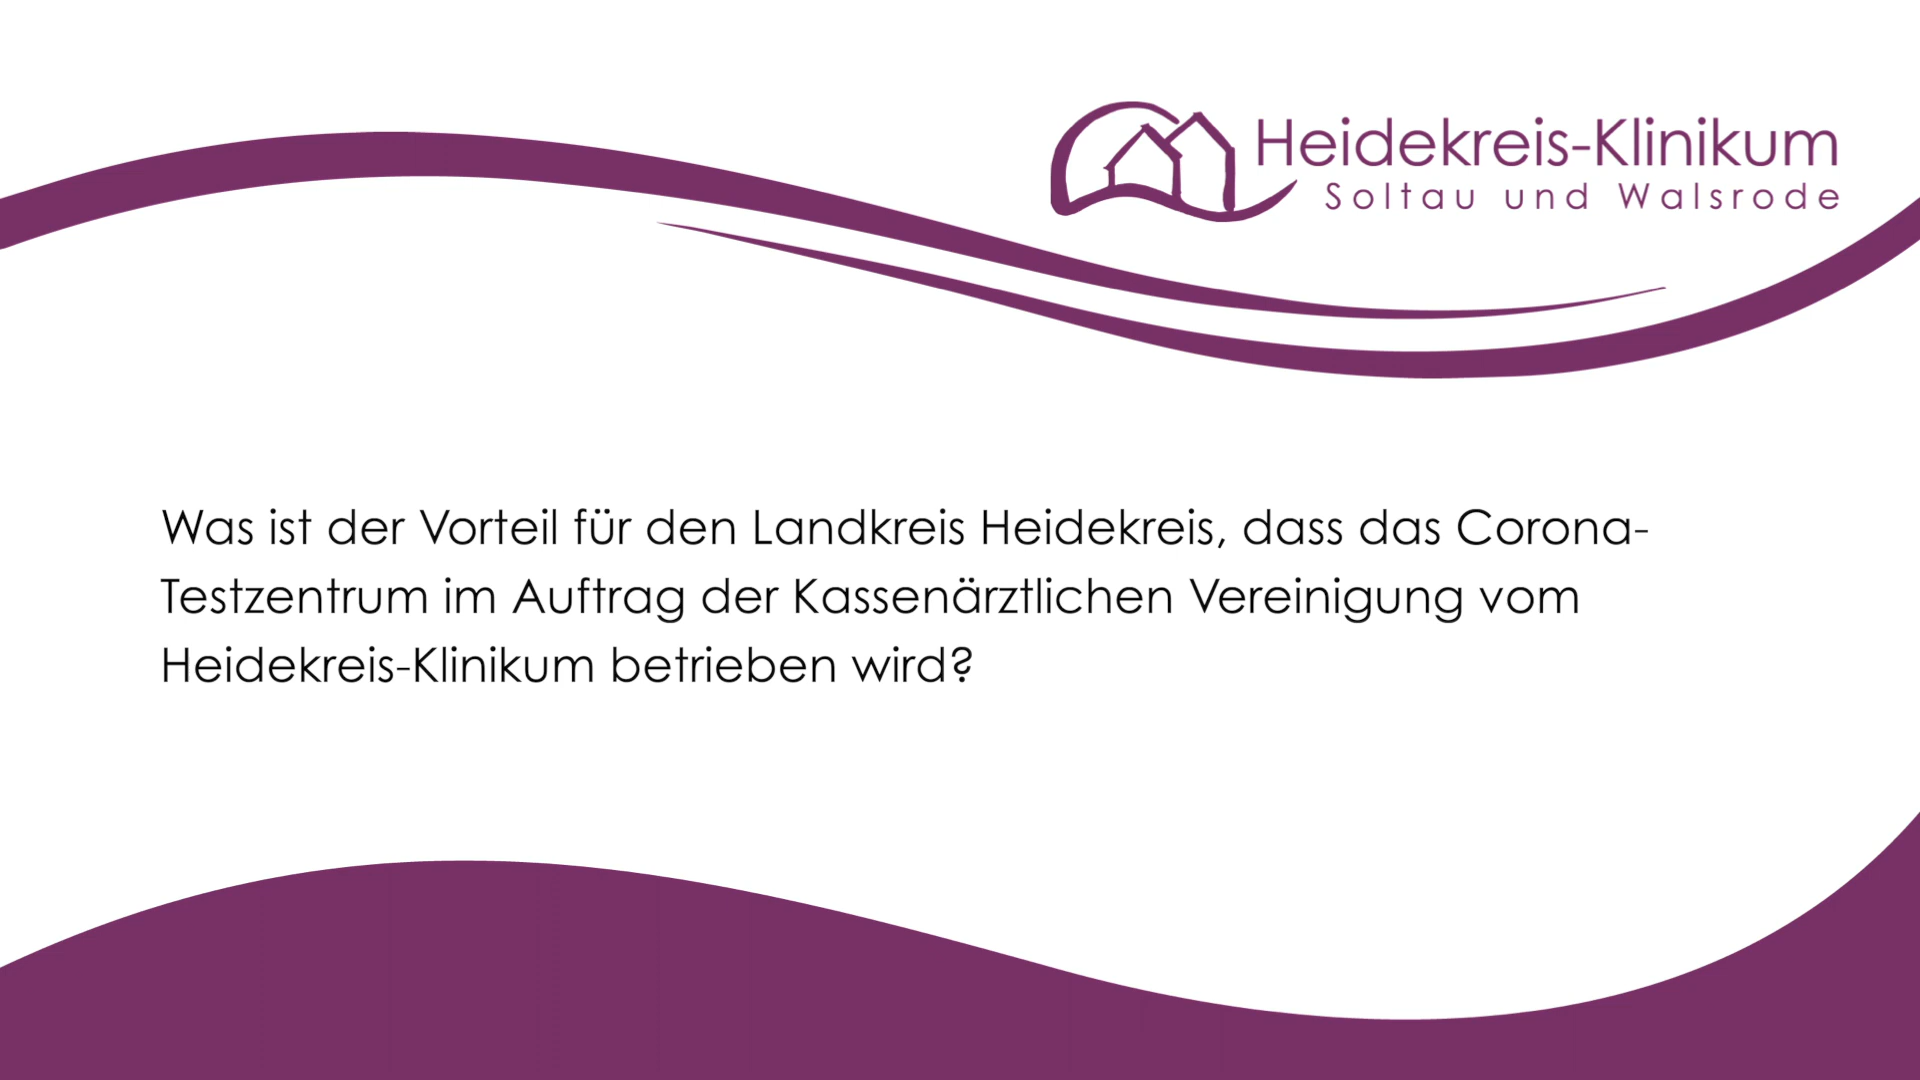 Heidekreis-Klinikum
Soltau und Walsrode
Was ist der Vorteil für den Landkreis Heidekreis, dass das Corona-
Testzentrum im Auftrag der Kassenärztlichen Vereinigung vom
Heidekreis-Klinikum betrieben wird?